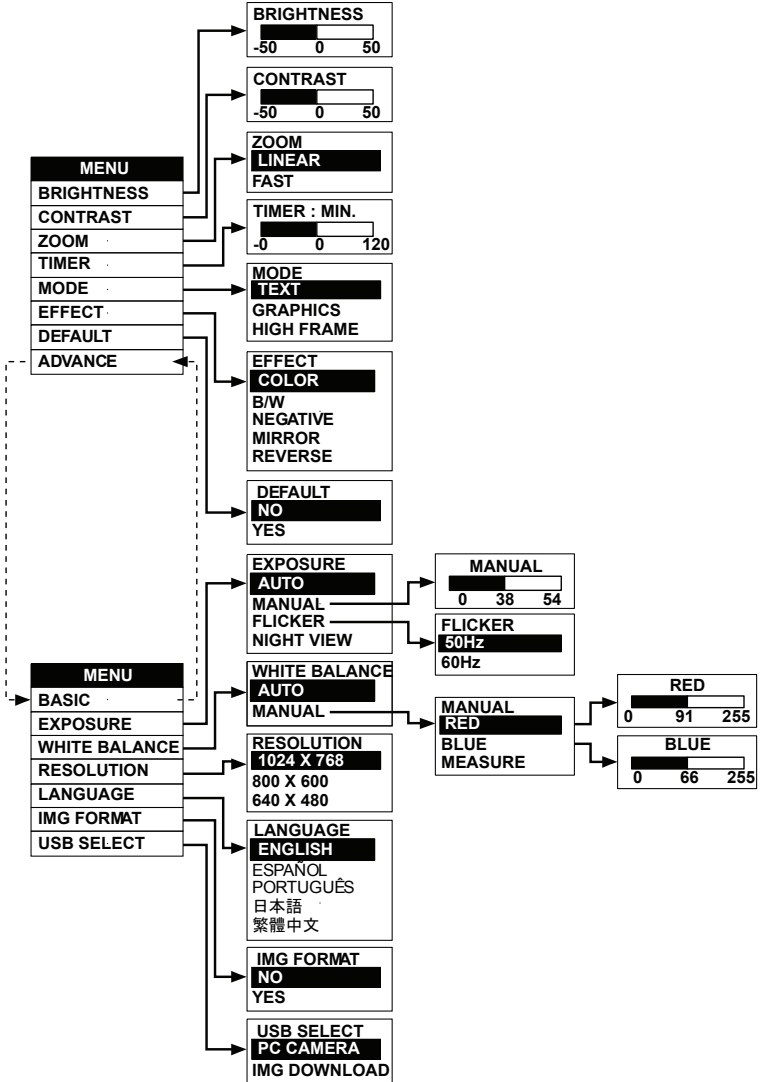 BRIGHTNESS
-50 0 50
CONTRAST
-50 0 50
ZOOM
LINEAR
FAST
TIMER : MIN.
-0 0 120
MODE
TEXT
GRAPHICS
HIGH FRAME
EFFECT
COLOR
B/W
NEGATIVE
MIRROR
REVERSE
DEFAULT
NO
YES
MENU
BRIGHTNESS
CONTRAST
ZOOM
TIMER
MODE
EFFECT
DEFAULT
ADVANCE
MENU
BASIC
EXPOSURE
WHITE BALANCE
RESOLUTION
LANGUAGE
IMG FORMAT
USB SELECT
EXPOSURE
AUTO
MANUAL
FLICKER
NIGHT VIEW
MANUAL
0 38 54
FLICKER
50Hz
60Hz
WHITE BALANCE
AUTO
MANUAL
MANUAL
RED
BLUE
MEASURE
RED
0 91 255
BLUE
0 66 255
RESOLUTION
1024 X 768
800 X 600
640 X 480
LANGUAGE
ENGLISH
ESPAÑOL
PORTUGUÊS
日本語
繁體中文
IMG FORMAT
NO
YES
USB SELECT
PC CAMERA
IMG DOWNLOAD